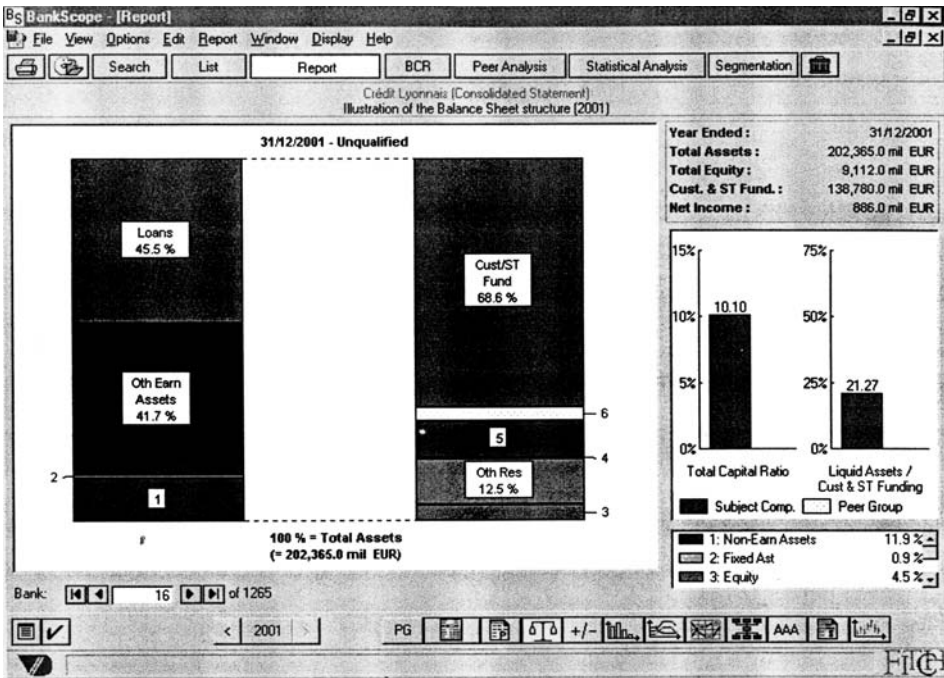 BS BankScope - [Report]
File View Options Edit Report Window Display Help
Search List Report BCR Peer Analysis Statistical Analysis Segmentation
Crédit Lyonnais (Consolidated Statement)
Illustration of the Balance Sheet structure (2001)
31/12/2001 - Unqualified
Loans
45.5 %
Oth Earn
Assets
41.7 %
2
1
Cust/ST
Fund
68.6 %
6
5
4
Oth Res
12.5 %
3
100 % = Total Assets
(= 202,365.0 mil EUR)
Year Ended : 31/12/2001
Total Assets : 202,365.0 mil EUR
Total Equity : 9,112.0 mil EUR
Cust. & ST Fund. : 138,780.0 mil EUR
Net Income : 886.0 mil EUR
15%
10%
5%
0%
10.10
Total Capital Ratio
75%
50%
25%
0%
21.27
Liquid Assets /
Cust & ST Funding
Subject Comp. Peer Group
1: Non-Earn Assets 11.9 %
2: Fixed Ast 0.9 %
3: Equity 4.5 %
Bank: 16 of 1265
< 2001 > PG +/- AAA
FITCH